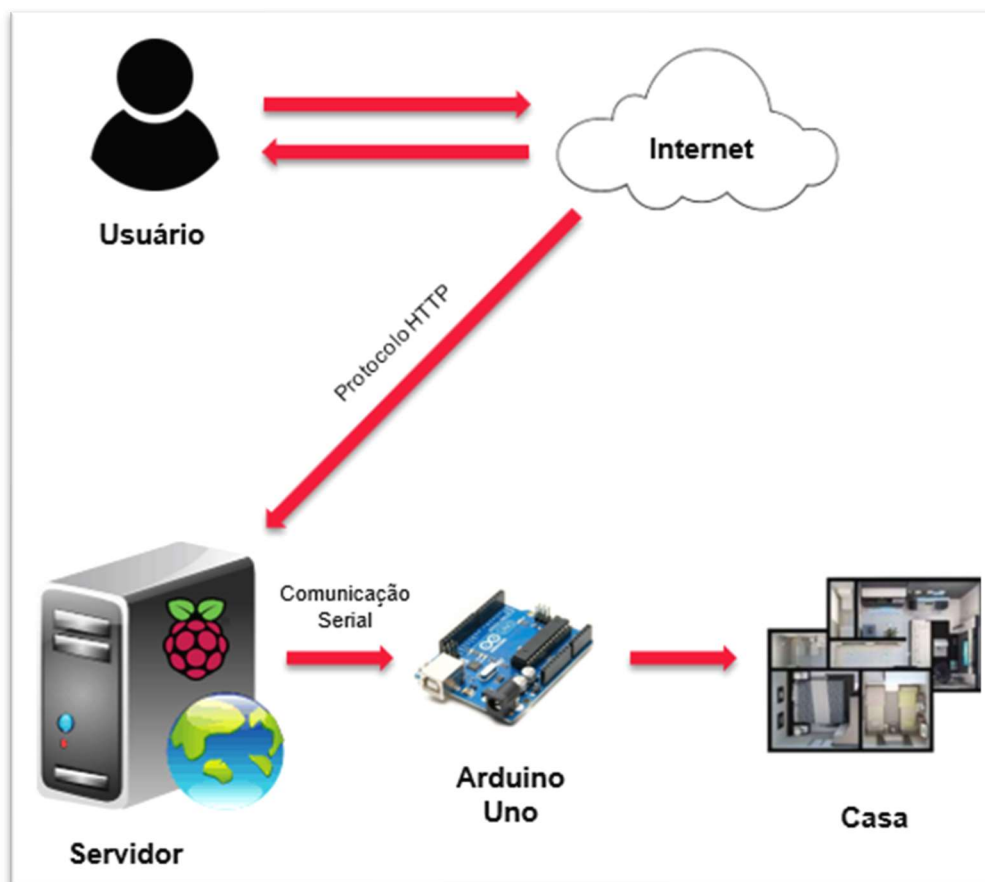 Usuário
Internet
Protocolo HTTP
Comunicação
Serial
Arduino
Uno
Casa
Servidor